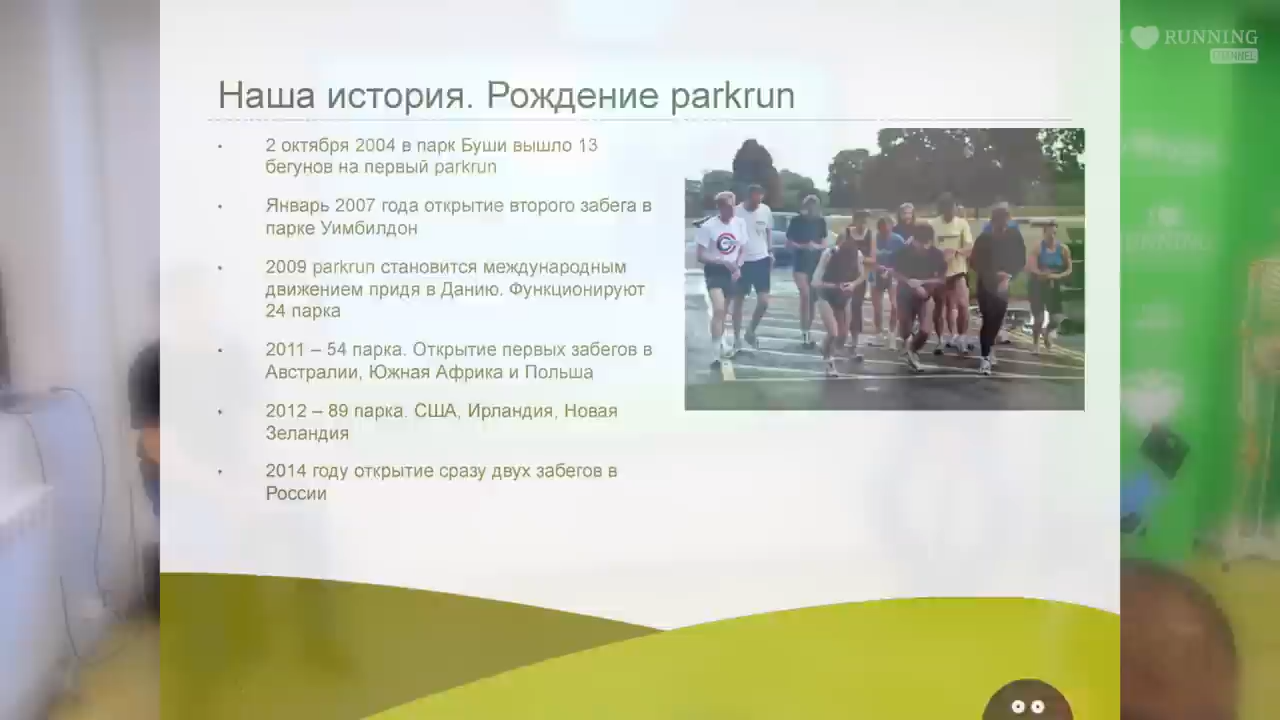 I RUNNING
CHANNEL
Наша история. Рождение parkrun
2 октября 2004 в парк Буши вышло 13
бегунов на первый parkrun
Январь 2007 года открытие второго забега в
парке Уимбилдон
2009 parkrun становится международным
движением придя в Данию. Функционируют
24 парка
2011 – 54 парка. Открытие первых забегов в
Австралии, Южная Африка и Польша
2012 – 89 парка. США, Ирландия, Новая
Зеландия
2014 году открытие сразу двух забегов в
России
RUNNING